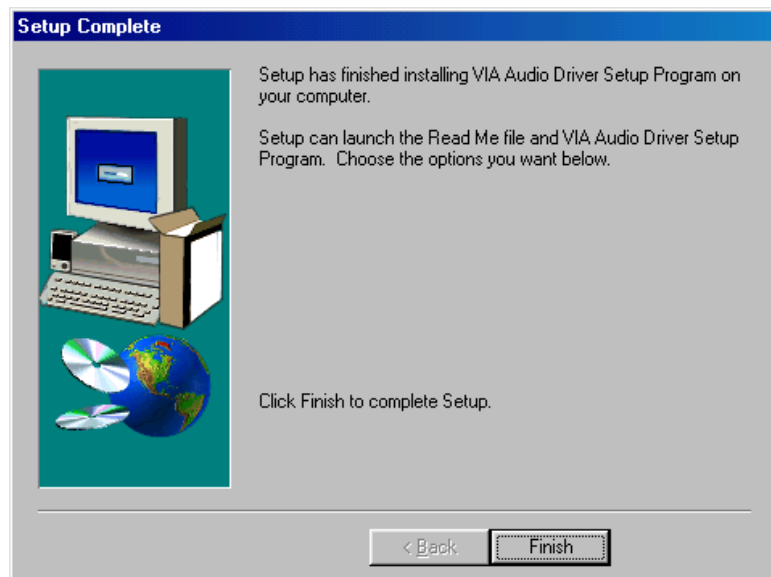 Setup Complete
Setup has finished installing VIA Audio Driver Setup Program on
your computer.
Setup can launch the Read Me file and VIA Audio Driver Setup
Program. Choose the options you want below.
Click Finish to complete Setup.
< Back
Finish